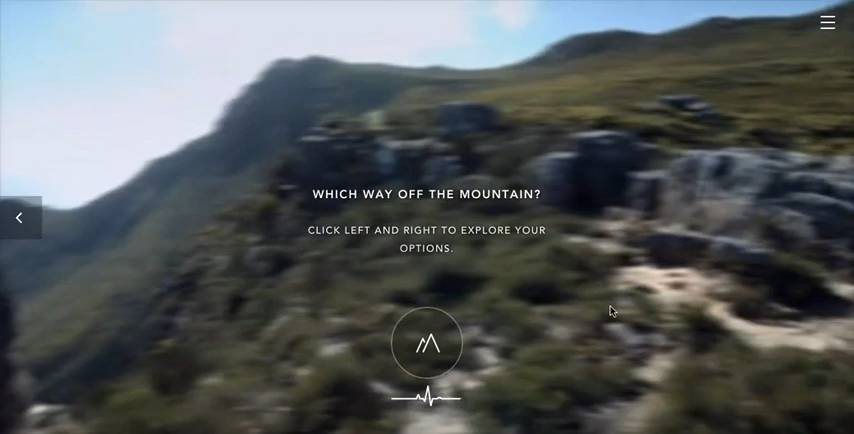 WHICH WAY OFF THE MOUNTAIN?
CLICK LEFT AND RIGHT TO EXPLORE YOUR
OPTIONS.